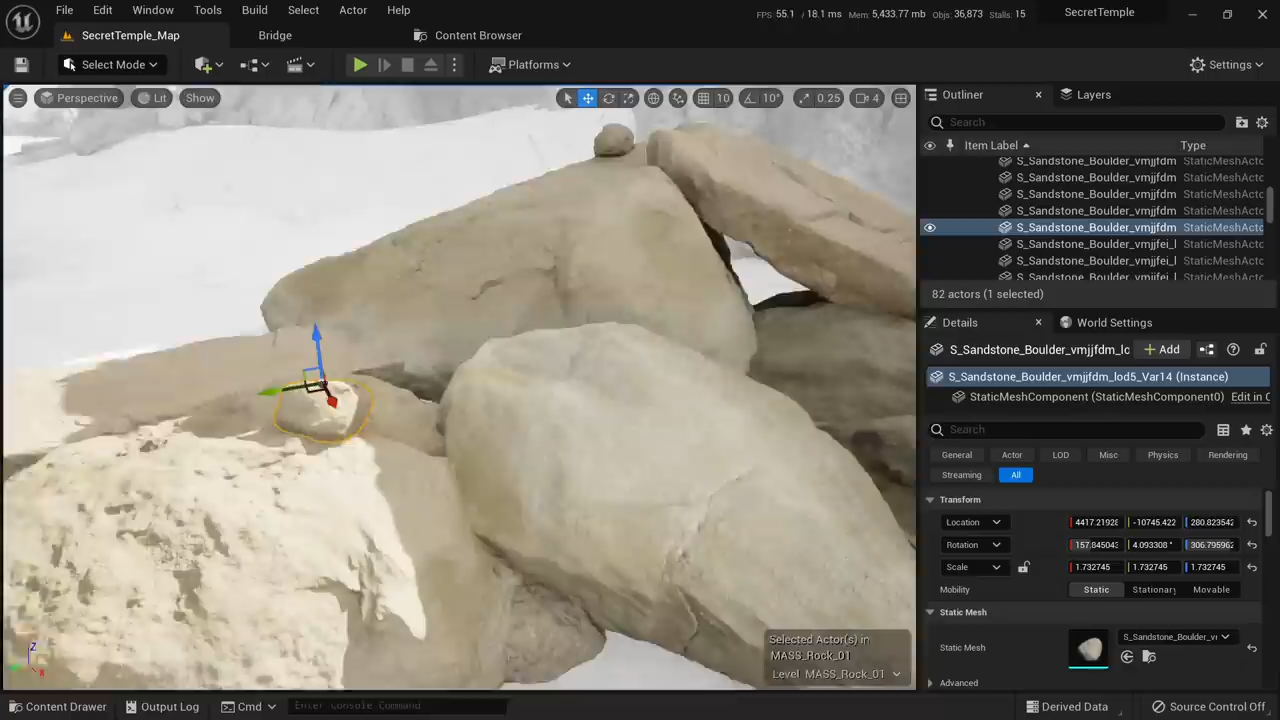 File Edit Window Tools Build Select Actor Help
FPS: 55.1 / 18.1 ms Mem: 5,433.77 mb Objs: 36,873 Stalls: 15
SecretTemple
SecretTemple_Map
Bridge
Content Browser
Select Mode
Platforms
Settings
Perspective
Lit
Show
10
10°
0.25
4
Outliner
Layers
Search...
Item Label
Type
S_Sandstone_Boulder_vmjjfdm StaticMeshActo
S_Sandstone_Boulder_vmjjfdm StaticMeshActo
S_Sandstone_Boulder_vmjjfdm StaticMeshActo
S_Sandstone_Boulder_vmjjfdm StaticMeshActo
S_Sandstone_Boulder_vmjjfdm StaticMeshActo
S_Sandstone_Boulder_vmjjfei_l StaticMeshActo
S_Sandstone_Boulder_vmjjfei_l StaticMeshActo
S_Sandstone_Boulder_vmjjfei_l StaticMeshActo
82 actors (1 selected)
Details
World Settings
S_Sandstone_Boulder_vmjjfdm_lo
Add
S_Sandstone_Boulder_vmjjfdm_lod5_Var14 (Instance)
StaticMeshComponent (StaticMeshComponent0) Edit in C
Search
General Actor LOD Misc Physics Rendering
Streaming All
Transform
Location 4417.21928 -10745.422 280.823542
Rotation 157.845043 4.093308 ° 306.795962
Scale 1.732745 1.732745 1.732745
Mobility Static Stationary Movable
Static Mesh
Static Mesh S_Sandstone_Boulder_vr
Advanced
Selected Actor(s) in
MASS_Rock_01
Level MASS_Rock_01
Z
X
Content Drawer
Output Log
Cmd
Enter Console Command
Derived Data
Source Control Off